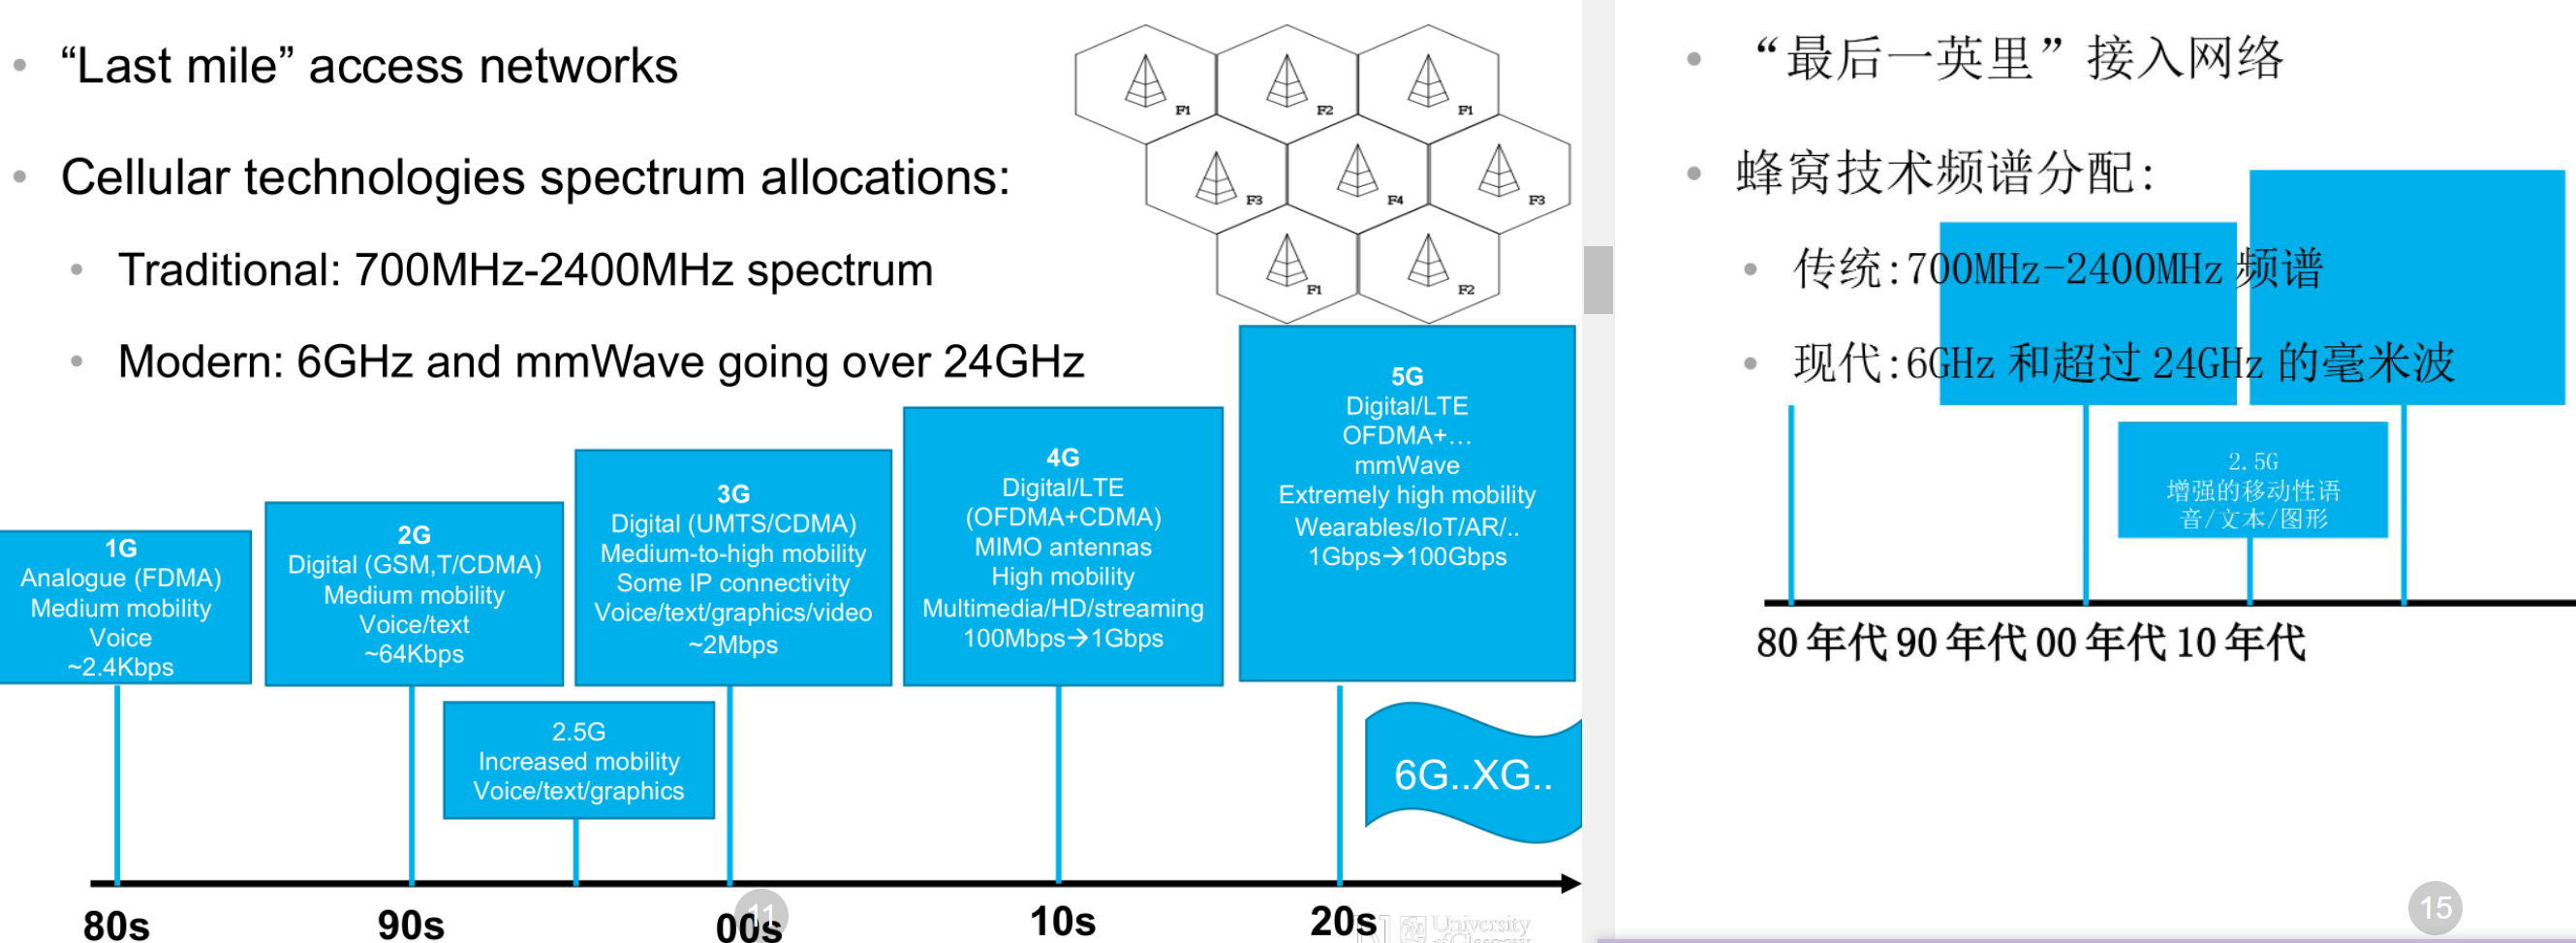 • “Last mile” access networks
• Cellular technologies spectrum allocations:
• Traditional: 700MHz-2400MHz spectrum
• Modern: 6GHz and mmWave going over 24GHz
F1
F2
F1
F3
F4
F3
F1
F2
1G
Analogue (FDMA)
Medium mobility
Voice
~2.4Kbps
2G
Digital (GSM,T/CDMA)
Medium mobility
Voice/text
~64Kbps
2.5G
Increased mobility
Voice/text/graphics
3G
Digital (UMTS/CDMA)
Medium-to-high mobility
Some IP connectivity
Voice/text/graphics/video
~2Mbps
4G
Digital/LTE
(OFDMA+CDMA)
MIMO antennas
High mobility
Multimedia/HD/streaming
100Mbps→1Gbps
5G
Digital/LTE
OFDMA+…
mmWave
Extremely high mobility
Wearables/IoT/AR/..
1Gbps→100Gbps
6G..XG..
80s
90s
00s
10s
20s
11
University
of Glasgow
• “最后一英里”接入网络
• 蜂窝技术频谱分配:
• 传统:700MHz-2400MHz 频谱
• 现代:6GHz 和超过 24GHz 的毫米波
2.5G
增强的移动性语
音/文本/图形
80 年代 90 年代 00 年代 10 年代
15